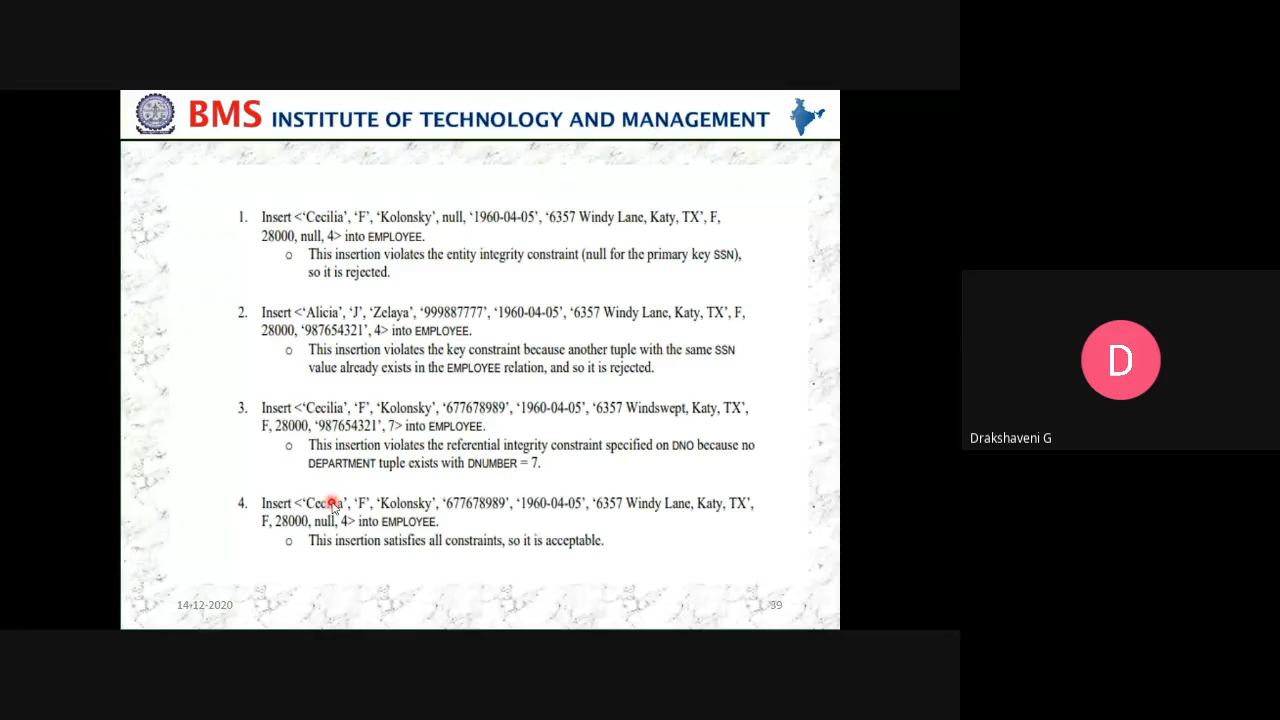 BMS INSTITUTE OF TECHNOLOGY AND MANAGEMENT
1. Insert <‘Cecilia’, ‘F’, ‘Kolonsky’, null, ‘1960-04-05’, ‘6357 Windy Lane, Katy, TX’, F,
28000, null, 4> into EMPLOYEE.
o This insertion violates the entity integrity constraint (null for the primary key SSN),
so it is rejected.
2. Insert <‘Alicia’, ‘J’, ‘Zelaya’, ‘999887777’, ‘1960-04-05’, ‘6357 Windy Lane, Katy, TX’, F,
28000, ‘987654321’, 4> into EMPLOYEE.
o This insertion violates the key constraint because another tuple with the same SSN
value already exists in the EMPLOYEE relation, and so it is rejected.
3. Insert <‘Cecilia’, ‘F’, ‘Kolonsky’, ‘677678989’, ‘1960-04-05’, ‘6357 Windswept, Katy, TX’,
F, 28000, ‘987654321’, 7> into EMPLOYEE.
o This insertion violates the referential integrity constraint specified on DNO because no
DEPARTMENT tuple exists with DNUMBER = 7.
4. Insert <‘Cecilia’, ‘F’, ‘Kolonsky’, ‘677678989’, ‘1960-04-05’, ‘6357 Windy Lane, Katy, TX’,
F, 28000, null, 4> into EMPLOYEE.
o This insertion satisfies all constraints, so it is acceptable.
14-12-2020
39
D
Drakshaveni G